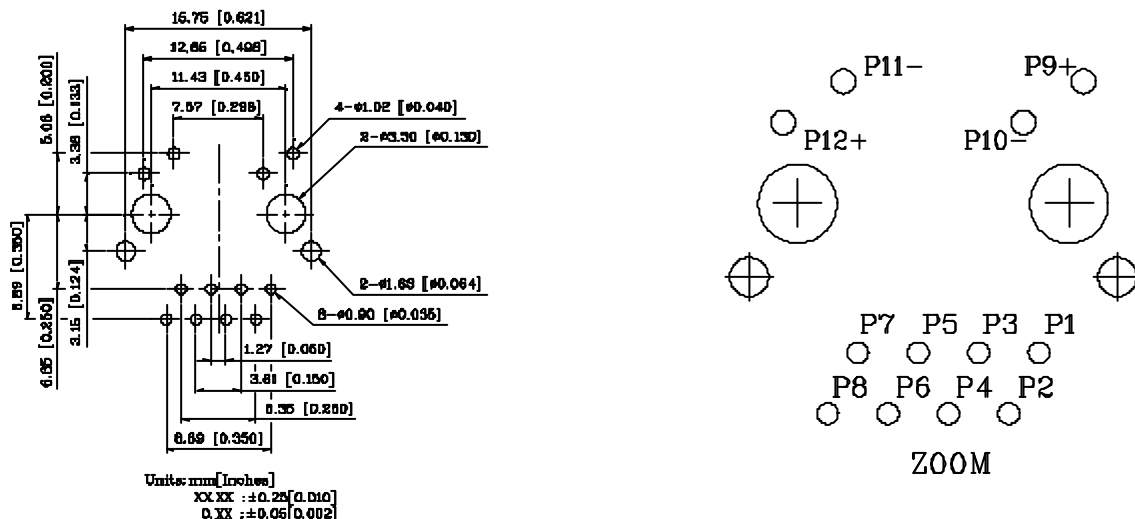 15.75 [0.621]
12.66 [0.498]
11.43 [0.450]
7.57 [0.298]
4-ø1.02 [ø0.040]
2-ø3.30 [ø0.130]
5.08 [0.200]
3.38 [0.133]
8.89 [0.350]
6.35 [0.250]
3.15 [0.124]
2-ø1.63 [ø0.064]
8-ø0.90 [ø0.035]
1.27 [0.050]
3.81 [0.150]
6.35 [0.250]
8.89 [0.350]
Units:mm[Inches]
XX.XX :±0.25[0.010]
0.XX :±0.05[0.002]
P11- P9+
P12+ P10-
P7 P5 P3 P1
P8 P6 P4 P2
ZOOM